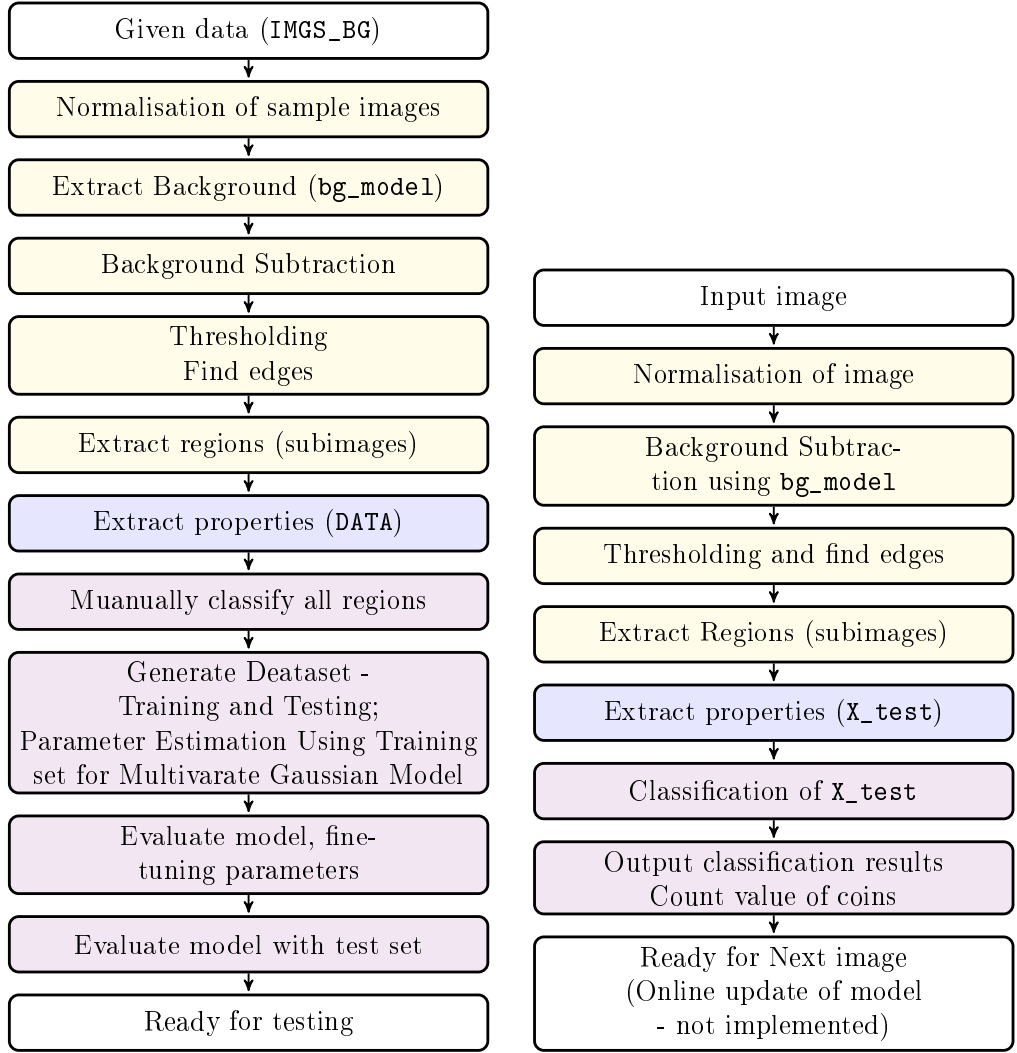 Given data (IMGS_BG)
Normalisation of sample images
Extract Background (bg_model)
Background Subtraction
Thresholding
Find edges
Extract regions (subimages)
Extract properties (DATA)
Muanually classify all regions
Generate Deataset -
Training and Testing;
Parameter Estimation Using Training
set for Multivarate Gaussian Model
Evaluate model, fine-
tuning parameters
Evaluate model with test set
Ready for testing
Input image
Normalisation of image
Background Subtrac-
tion using bg_model
Thresholding and find edges
Extract Regions (subimages)
Extract properties (X_test)
Classification of X_test
Output classification results
Count value of coins
Ready for Next image
(Online update of model
- not implemented)